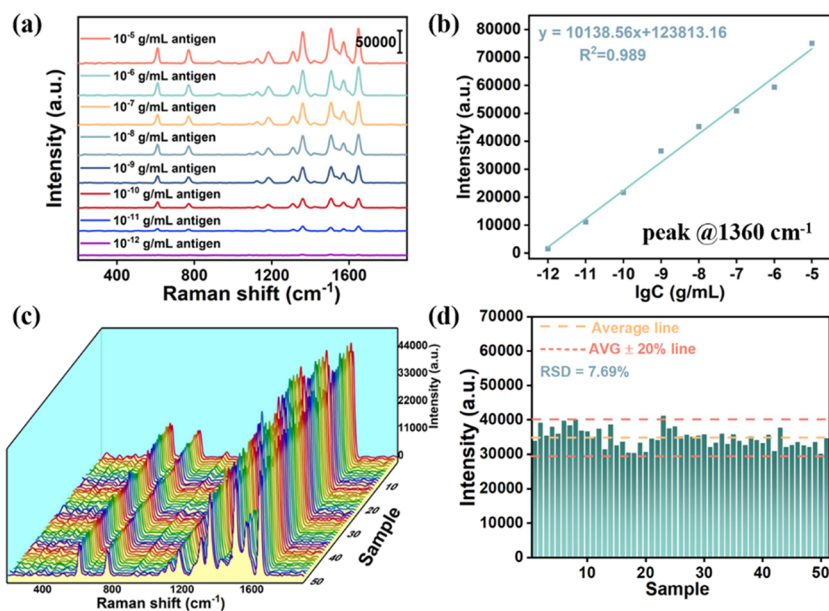 (a)
50000
10⁻⁵ g/mL antigen
10⁻⁶ g/mL antigen
10⁻⁷ g/mL antigen
10⁻⁸ g/mL antigen
10⁻⁹ g/mL antigen
10⁻¹⁰ g/mL antigen
10⁻¹¹ g/mL antigen
10⁻¹² g/mL antigen
Intensity (a.u.)
400 800 1200 1600
Raman shift (cm⁻¹)
(b)
y = 10138.56x+123813.16
R²=0.989
80000
70000
60000
50000
40000
30000
20000
10000
0
Intensity (a.u.)
peak @1360 cm⁻¹
-12 -11 -10 -9 -8 -7 -6 -5
lgC (g/mL)
(c)
44000
33000
22000
11000
0
Intensity (a.u.)
10
20
30
40
50
Sample
400 800 1200 1600
Raman shift (cm⁻¹)
(d)
70000
60000
50000
40000
30000
20000
10000
0
Intensity (a.u.)
Average line
AVG ± 20% line
RSD = 7.69%
10 20 30 40 50
Sample